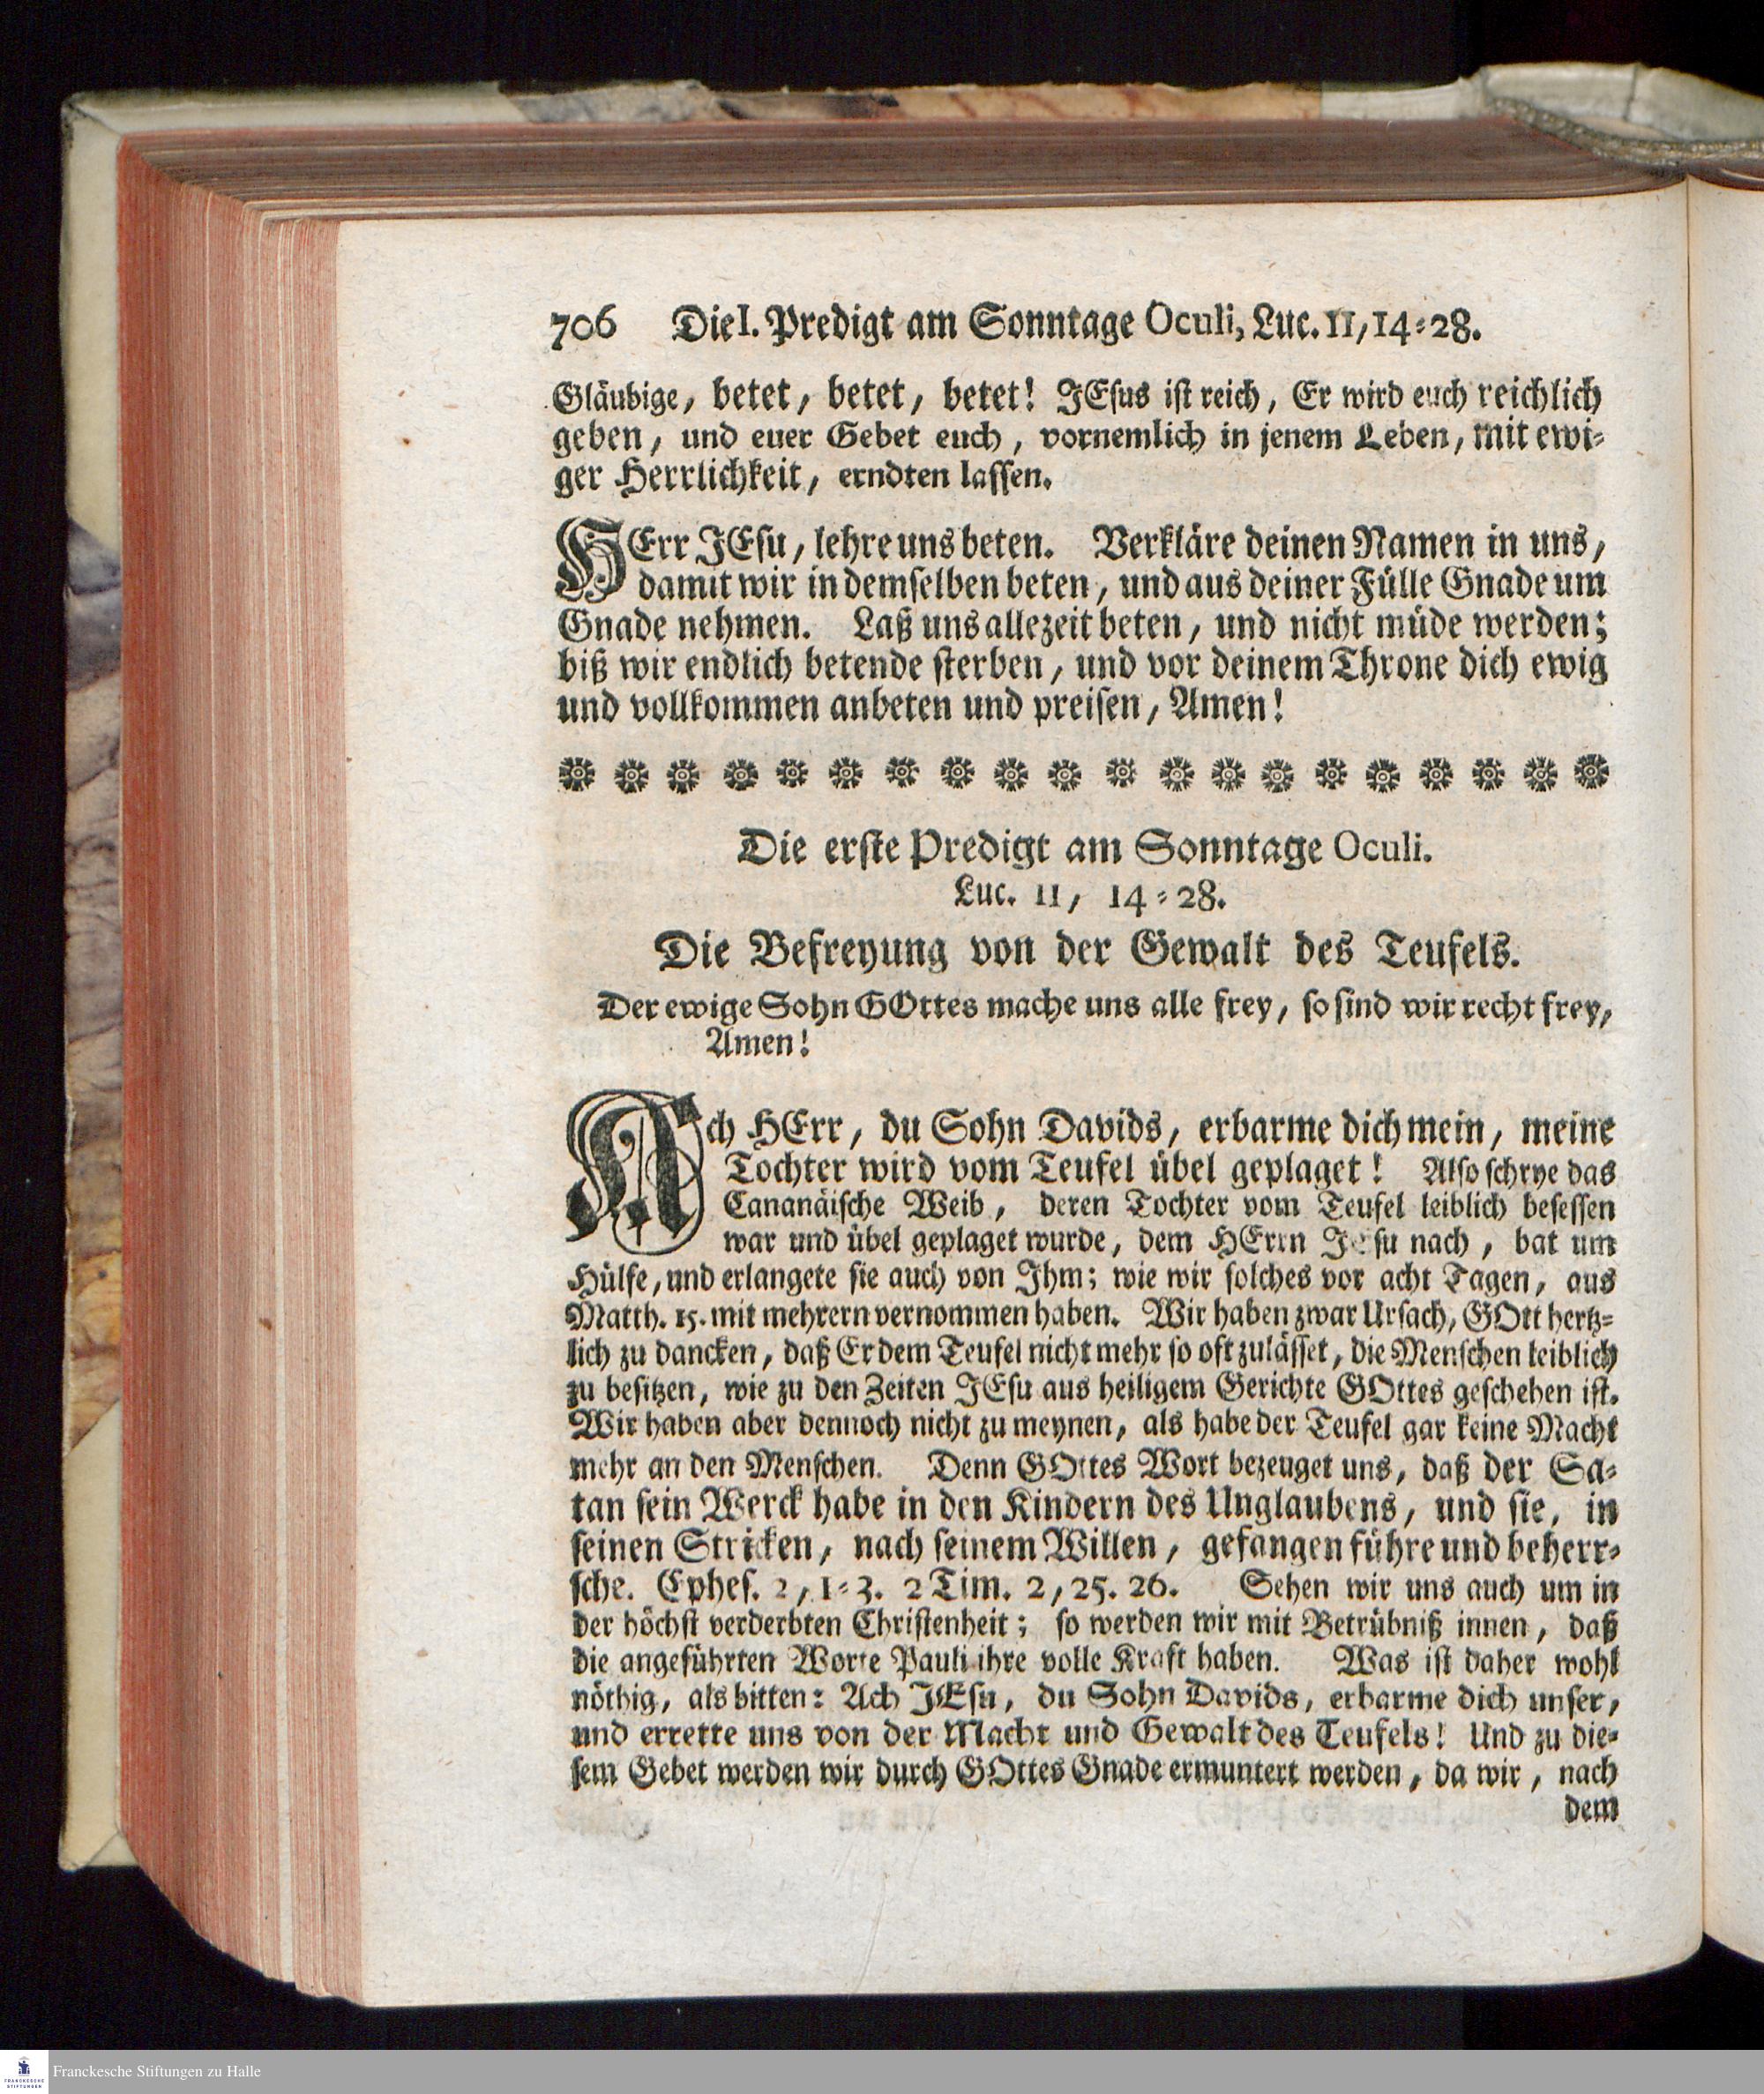 706 Die I. Predigt am Sonntage Oculi, Luc. 11, 14-28.
Gläubige, betet, betet, betet! JEsus ist reich, Er wird euch reichlich
geben, und euer Gebet euch, vornemlich in jenem Leben, mit ewi-
ger Herrlichkeit, erndten lassen.
HErr JEsu, lehre uns beten. Verkläre deinen Namen in uns,
damit wir in demselben beten, und aus deiner Fülle Gnade um
Gnade nehmen. Laß uns allezeit beten, und nicht müde werden;
biß wir endlich betende sterben, und vor deinem Throne dich ewig
und vollkommen anbeten und preisen, Amen!
Die erste Predigt am Sonntage Oculi.
Luc. 11, 14-28.
Die Befreyung von der Gewalt des Teufels.
Der ewige Sohn GOttes mache uns alle frey, so sind wir recht frey,
Amen!
Ach HErr, du Sohn Davids, erbarme dich mein, meine
Tochter wird vom Teufel übel geplaget! Also schrye das
Cananäische Weib, deren Tochter vom Teufel leiblich besessen
war und übel geplaget wurde, dem HErrn JEsu nach, bat um
Hülfe, und erlangete sie auch von Ihm; wie wir solches vor acht Tagen, aus
Matth. 15. mit mehrern vernommen haben. Wir haben zwar Ursach, GOtt hertz-
lich zu dancken, daß Er dem Teufel nicht mehr so oft zulässet, die Menschen leiblich
zu besitzen, wie zu den Zeiten JEsu aus heiligem Gerichte GOttes geschehen ist.
Wir haben aber dennoch nicht zu meynen, als habe der Teufel gar keine Macht
mehr an den Menschen. Denn GOttes Wort bezeuget uns, daß der Sa-
tan sein Werck habe in den Kindern des Unglaubens, und sie, in
seinen Stricken, nach seinem Willen, gefangen führe und beherr-
sche. Ephes. 2, 1-3. 2 Tim. 2, 25. 26. Sehen wir uns auch um in
der höchst verderbten Christenheit; so werden wir mit Betrübniß innen, daß
die angeführten Worte Pauli ihre volle Kraft haben. Was ist daher wohl
nöthig, als bitten: Ach JEsu, du Sohn Davids, erbarme dich unser,
und errette uns von der Macht und Gewalt des Teufels! Und zu die-
sem Gebet werden wir durch GOttes Gnade ermuntert werden, da wir, nach
dem
FRANCKESCHE
STIFTUNGEN
Franckesche Stiftungen zu Halle